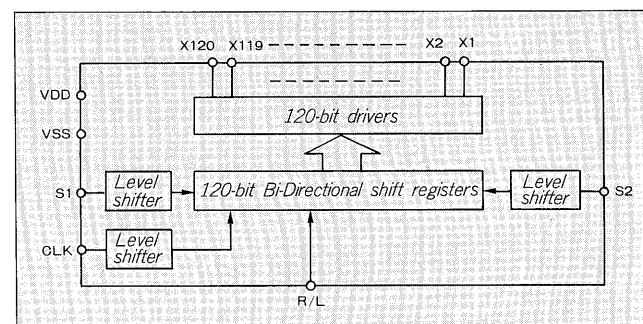 X120 X119 X2 X1
VDD
120-bit drivers
VSS
S1
Level
shifter
120-bit Bi-Directional shift registers
Level
shifter
S2
CLK
Level
shifter
R/L